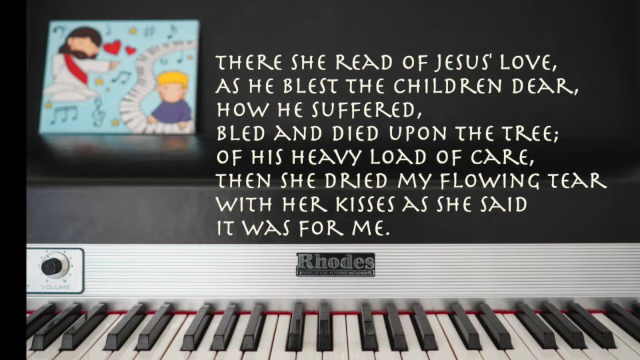 THERE SHE READ OF JESUS' LOVE,
AS HE BLEST THE CHILDREN DEAR,
HOW HE SUFFERED,
BLED AND DIED UPON THE TREE;
OF HIS HEAVY LOAD OF CARE,
THEN SHE DRIED MY FLOWING TEAR
WITH HER KISSES AS SHE SAID
IT WAS FOR ME.
Rhodes
VOLUME